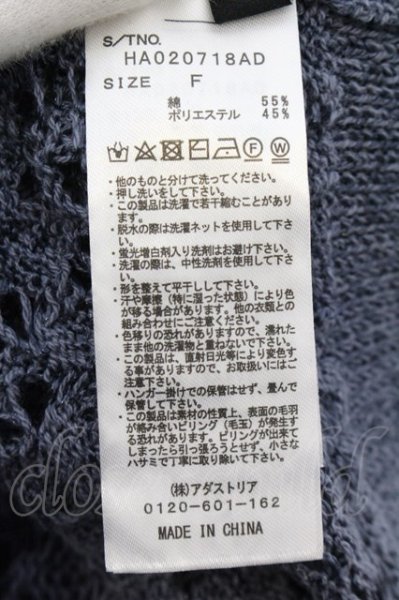 S/TNO.
HA020718AD
SIZE F
綿 55%
ポリエステル 45%
・他のものと分けて洗ってください。
・押し洗いをして下さい。
・この製品は洗濯で若干縮むことがあり
ます。
・脱水の際は洗濯ネットを使用して下さ
い。
・蛍光増白剤入り洗剤はお避け下さい。
・洗濯の際は、中性洗剤を使用して下さ
い。
・形を整えて平干しして下さい。
・汗や摩擦（特に湿った状態）により色
が移る場合があります。他の衣類との
組み合わせにご注意ください。
・色移りの恐れがありますので、濡れた
まま他の洗濯物と重ねないで下さい。
・この製品は、直射日光等により変色す
る事がありますので、お取扱いにはご
注意下さい。
・ハンガー掛けでの保管はせず、畳んで
保管して下さい。
・この製品は素材の性質上、表面の毛羽
が絡み合いピリング（毛玉）が発生す
る恐れがあります。ピリングが出来て
しまったら引っ張ろうとせず、小さな
ハサミで丁寧に取り除いて下さい。
（株）アダストリア
0120-601-162
MADE IN CHINA